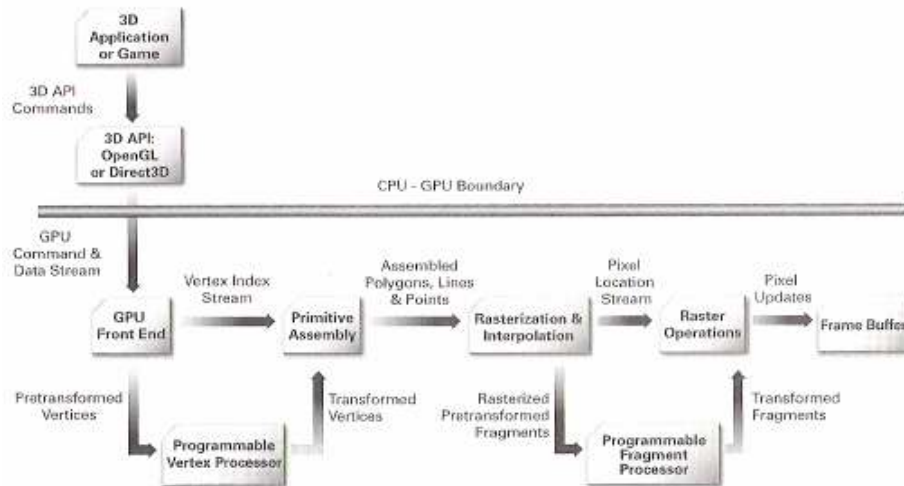 3D
Application
or Game
3D API
Commands
3D API:
OpenGL
or Direct3D
CPU - GPU Boundary
GPU
Command &
Data Stream
Vertex Index
Stream
Assembled
Polygons, Lines
& Points
Pixel
Location
Stream
Pixel
Updates
GPU
Front End
Primitive
Assembly
Rasterization &
Interpolation
Raster
Operations
Frame Buffer
Pretransformed
Vertices
Transformed
Vertices
Rasterized
Pretransformed
Fragments
Transformed
Fragments
Programmable
Vertex Processor
Programmable
Fragment
Processor